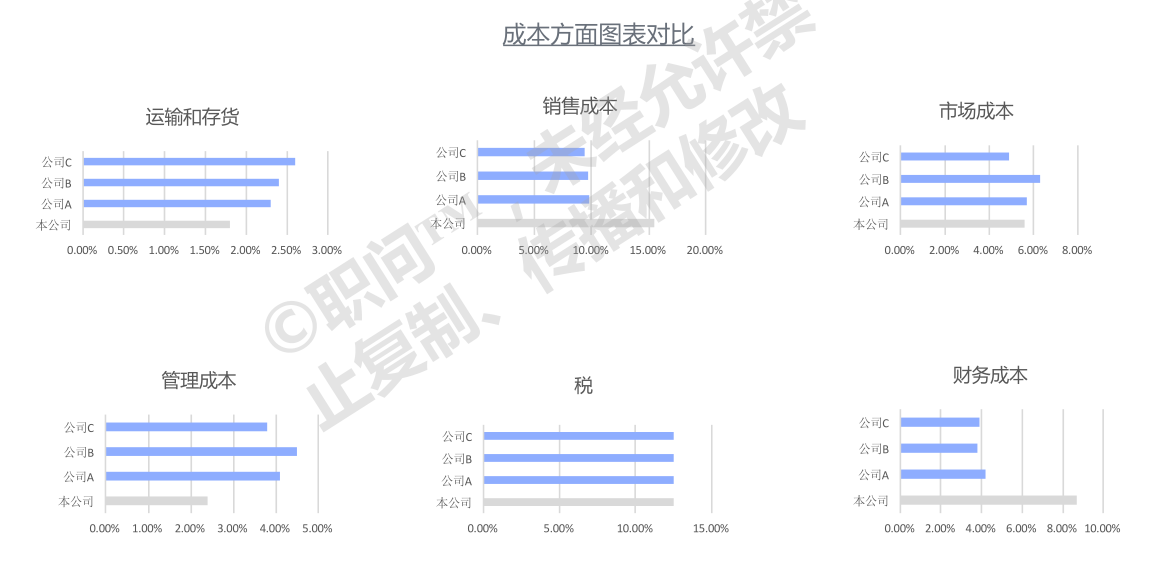 成本方面图表对比
运输和存货
公司C
公司B
公司A
本公司
0.00% 0.50% 1.00% 1.50% 2.00% 2.50% 3.00%
销售成本
公司C
公司B
公司A
本公司
0.00% 5.00% 10.00% 15.00% 20.00%
市场成本
公司C
公司B
公司A
本公司
0.00% 2.00% 4.00% 6.00% 8.00%
管理成本
公司C
公司B
公司A
本公司
0.00% 1.00% 2.00% 3.00% 4.00% 5.00%
税
公司C
公司B
公司A
本公司
0.00% 5.00% 10.00% 15.00%
财务成本
公司C
公司B
公司A
本公司
0.00% 2.00% 4.00% 6.00% 8.00% 10.00%
©职问™,未经允许禁
止复制、传播和修改